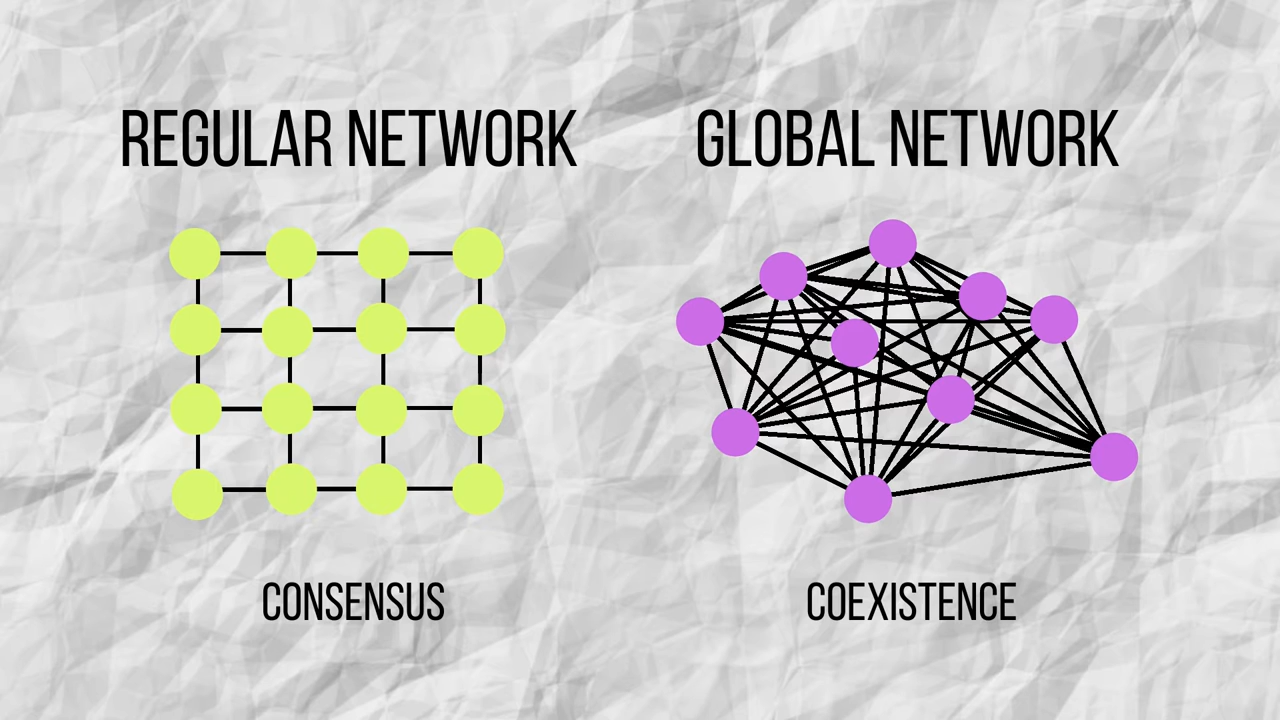 REGULAR NETWORK
GLOBAL NETWORK
CONSENSUS
COEXISTENCE